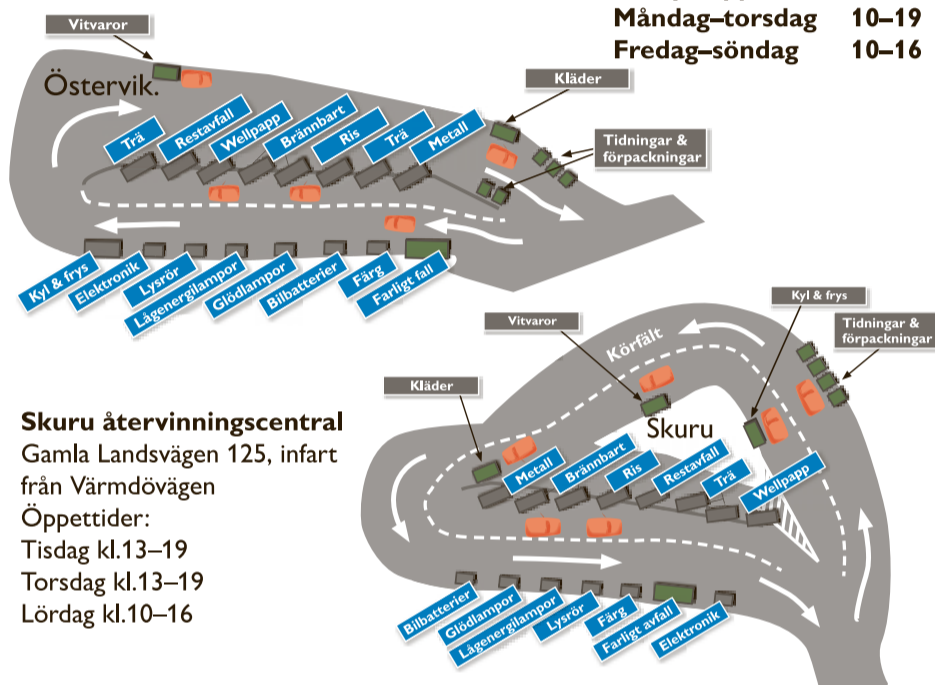 Måndag–torsdag 10–19
Fredag–söndag 10–16
Vitvaror
Östervik.
Kläder
Tidningar &
förpackningar
Trä
Restavfall
Wellpapp
Brännbart
Ris
Trä
Metall
Kyl & frys
Elektronik
Lysrör
Lågenergilampor
Glödlampor
Bilbatterier
Färg
Farligt fall
Kyl & frys
Vitvaror
Tidningar &
förpackningar
Körfält
Kläder
Skuru
Metall
Brännbart
Ris
Restavfall
Trä
Wellpapp
Bilbatterier
Glödlampor
Lågenergilampor
Lysrör
Färg
Farligt avfall
Elektronik
Skuru återvinningscentral
Gamla Landsvägen 125, infart
från Värmdövägen
Öppettider:
Tisdag kl.13–19
Torsdag kl.13–19
Lördag kl.10–16